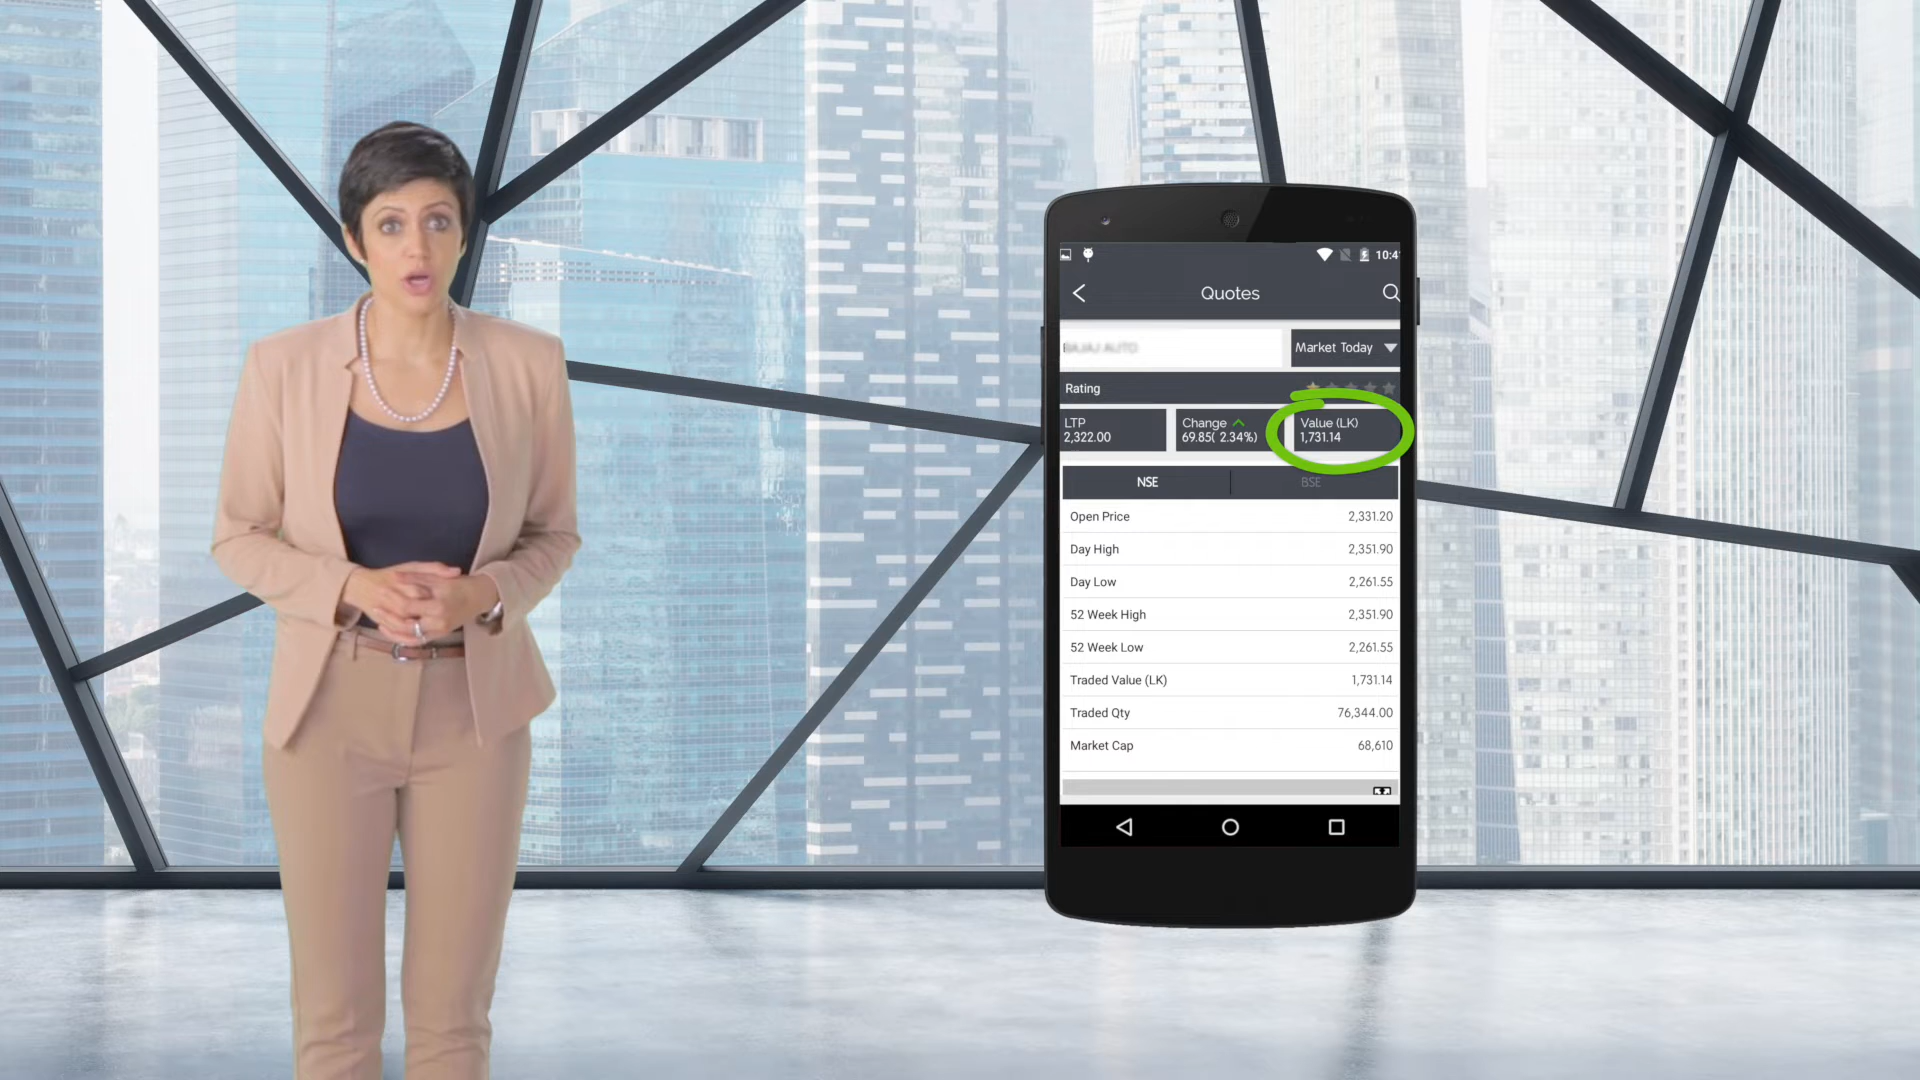 10:4
Quotes
Market Today
Rating
LTP
2,322.00
Change
69.85( 2.34%)
Value (LK)
1,731.14
NSE
BSE
Open Price 2,331.20
Day High 2,351.90
Day Low 2,261.55
52 Week High 2,351.90
52 Week Low 2,261.55
Traded Value (LK) 1,731.14
Traded Qty 76,344.00
Market Cap 68,610